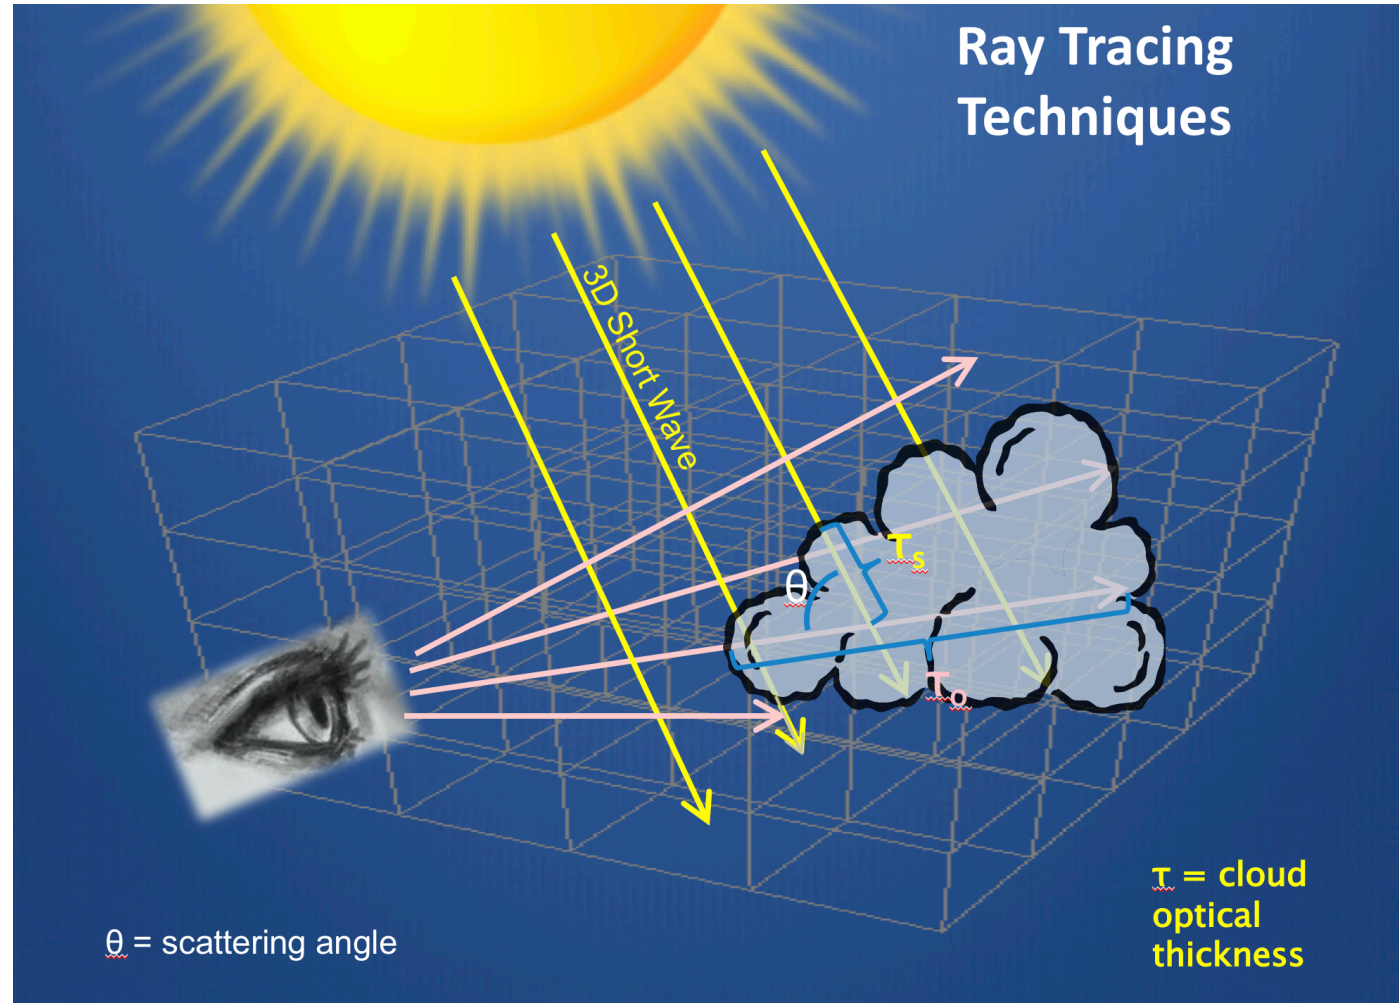 Ray Tracing
Techniques
3D Short Wave
τs
θ
τo
τ = cloud
optical
thickness
θ = scattering angle